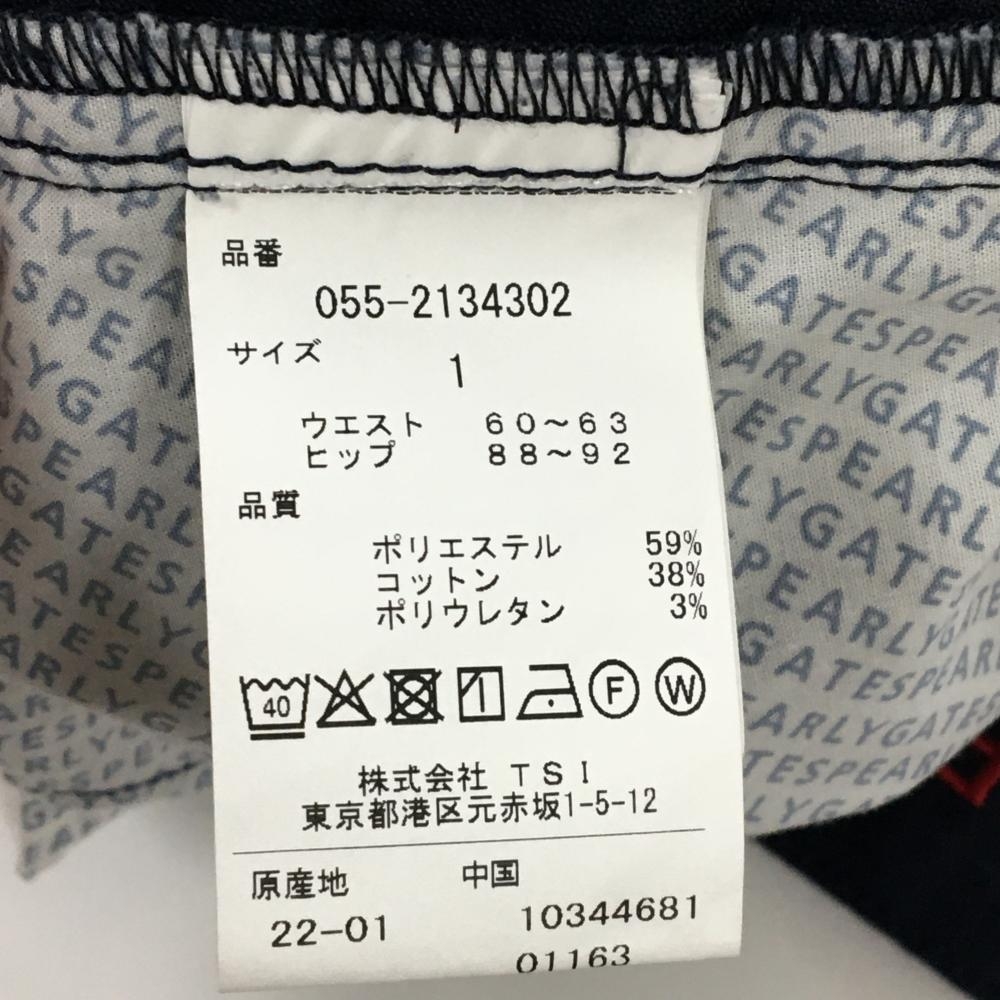 品番
055-2134302
サイズ
1
ウエスト 60～63
ヒップ 88～92
品質
ポリエステル 59%
コットン 38%
ポリウレタン 3%
40 F W
株式会社 TSI
東京都港区元赤坂1-5-12
原産地 中国
22-01 10344681
01163
PEARLYGATES